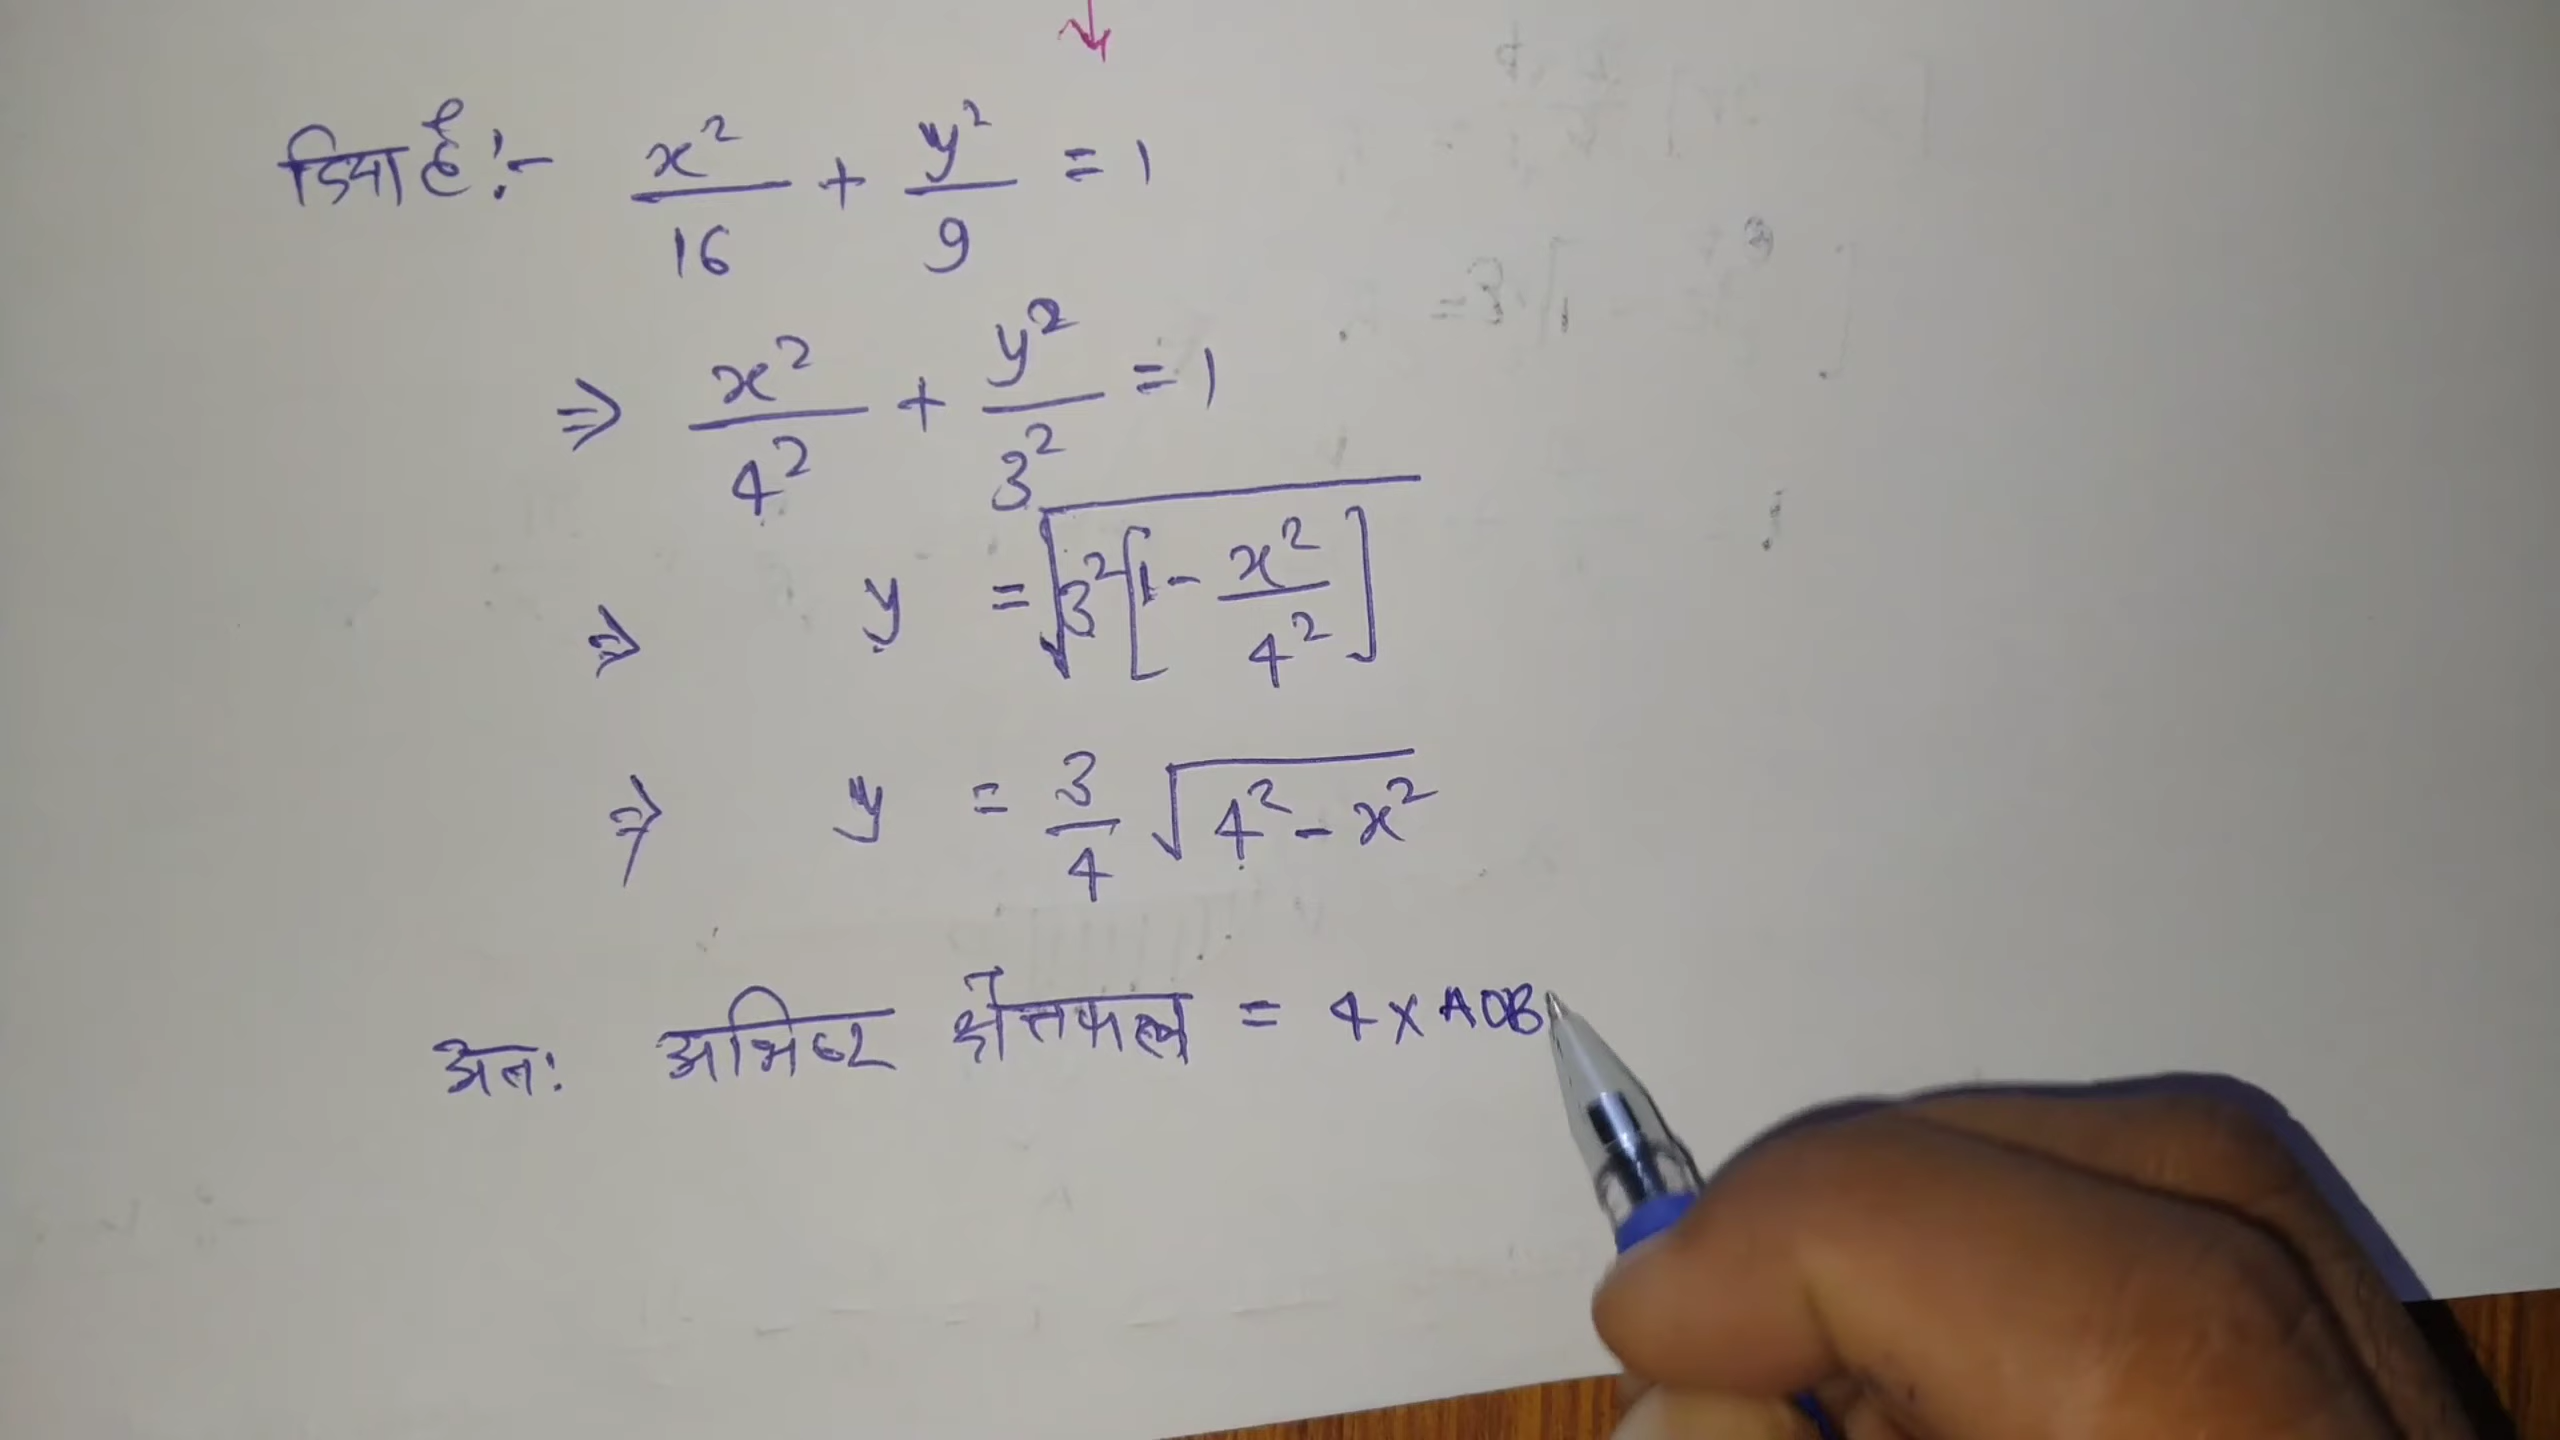 दिया है :- x²/16 + y²/9 = 1
⇒ x²/4² + y²/3² = 1
⇒ y = √(3²[1 - x²/4²])
⇒ y = 3/4 √(4² - x²)
अतः अभिष्ट क्षेत्रफल = 4 × AOB